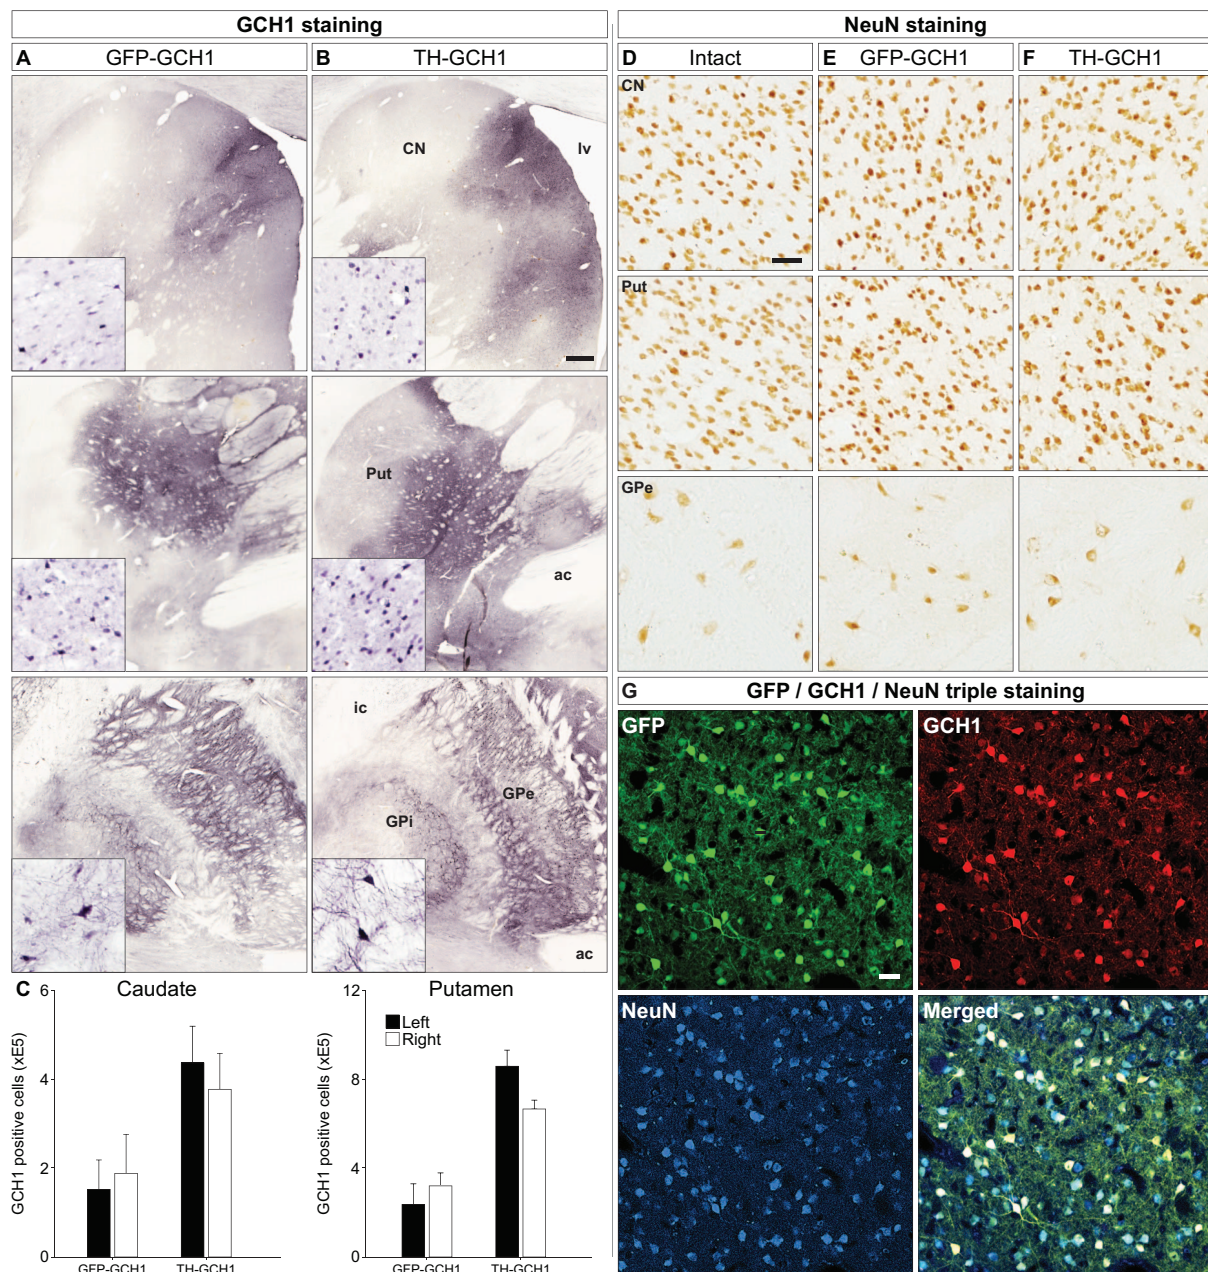 GCH1 staining
A GFP-GCH1
B TH-GCH1
CN
lv
Put
ac
ic
GPe
GPi
ac
C
Caudate
GCH1 positive cells (xE5)
6
4
2
0
GFP-GCH1 TH-GCH1
Putamen
Left
Right
GCH1 positive cells (xE5)
12
8
4
0
GFP-GCH1 TH-GCH1
NeuN staining
D Intact
E GFP-GCH1
F TH-GCH1
CN
Put
GPe
G GFP / GCH1 / NeuN triple staining
GFP
GCH1
NeuN
Merged